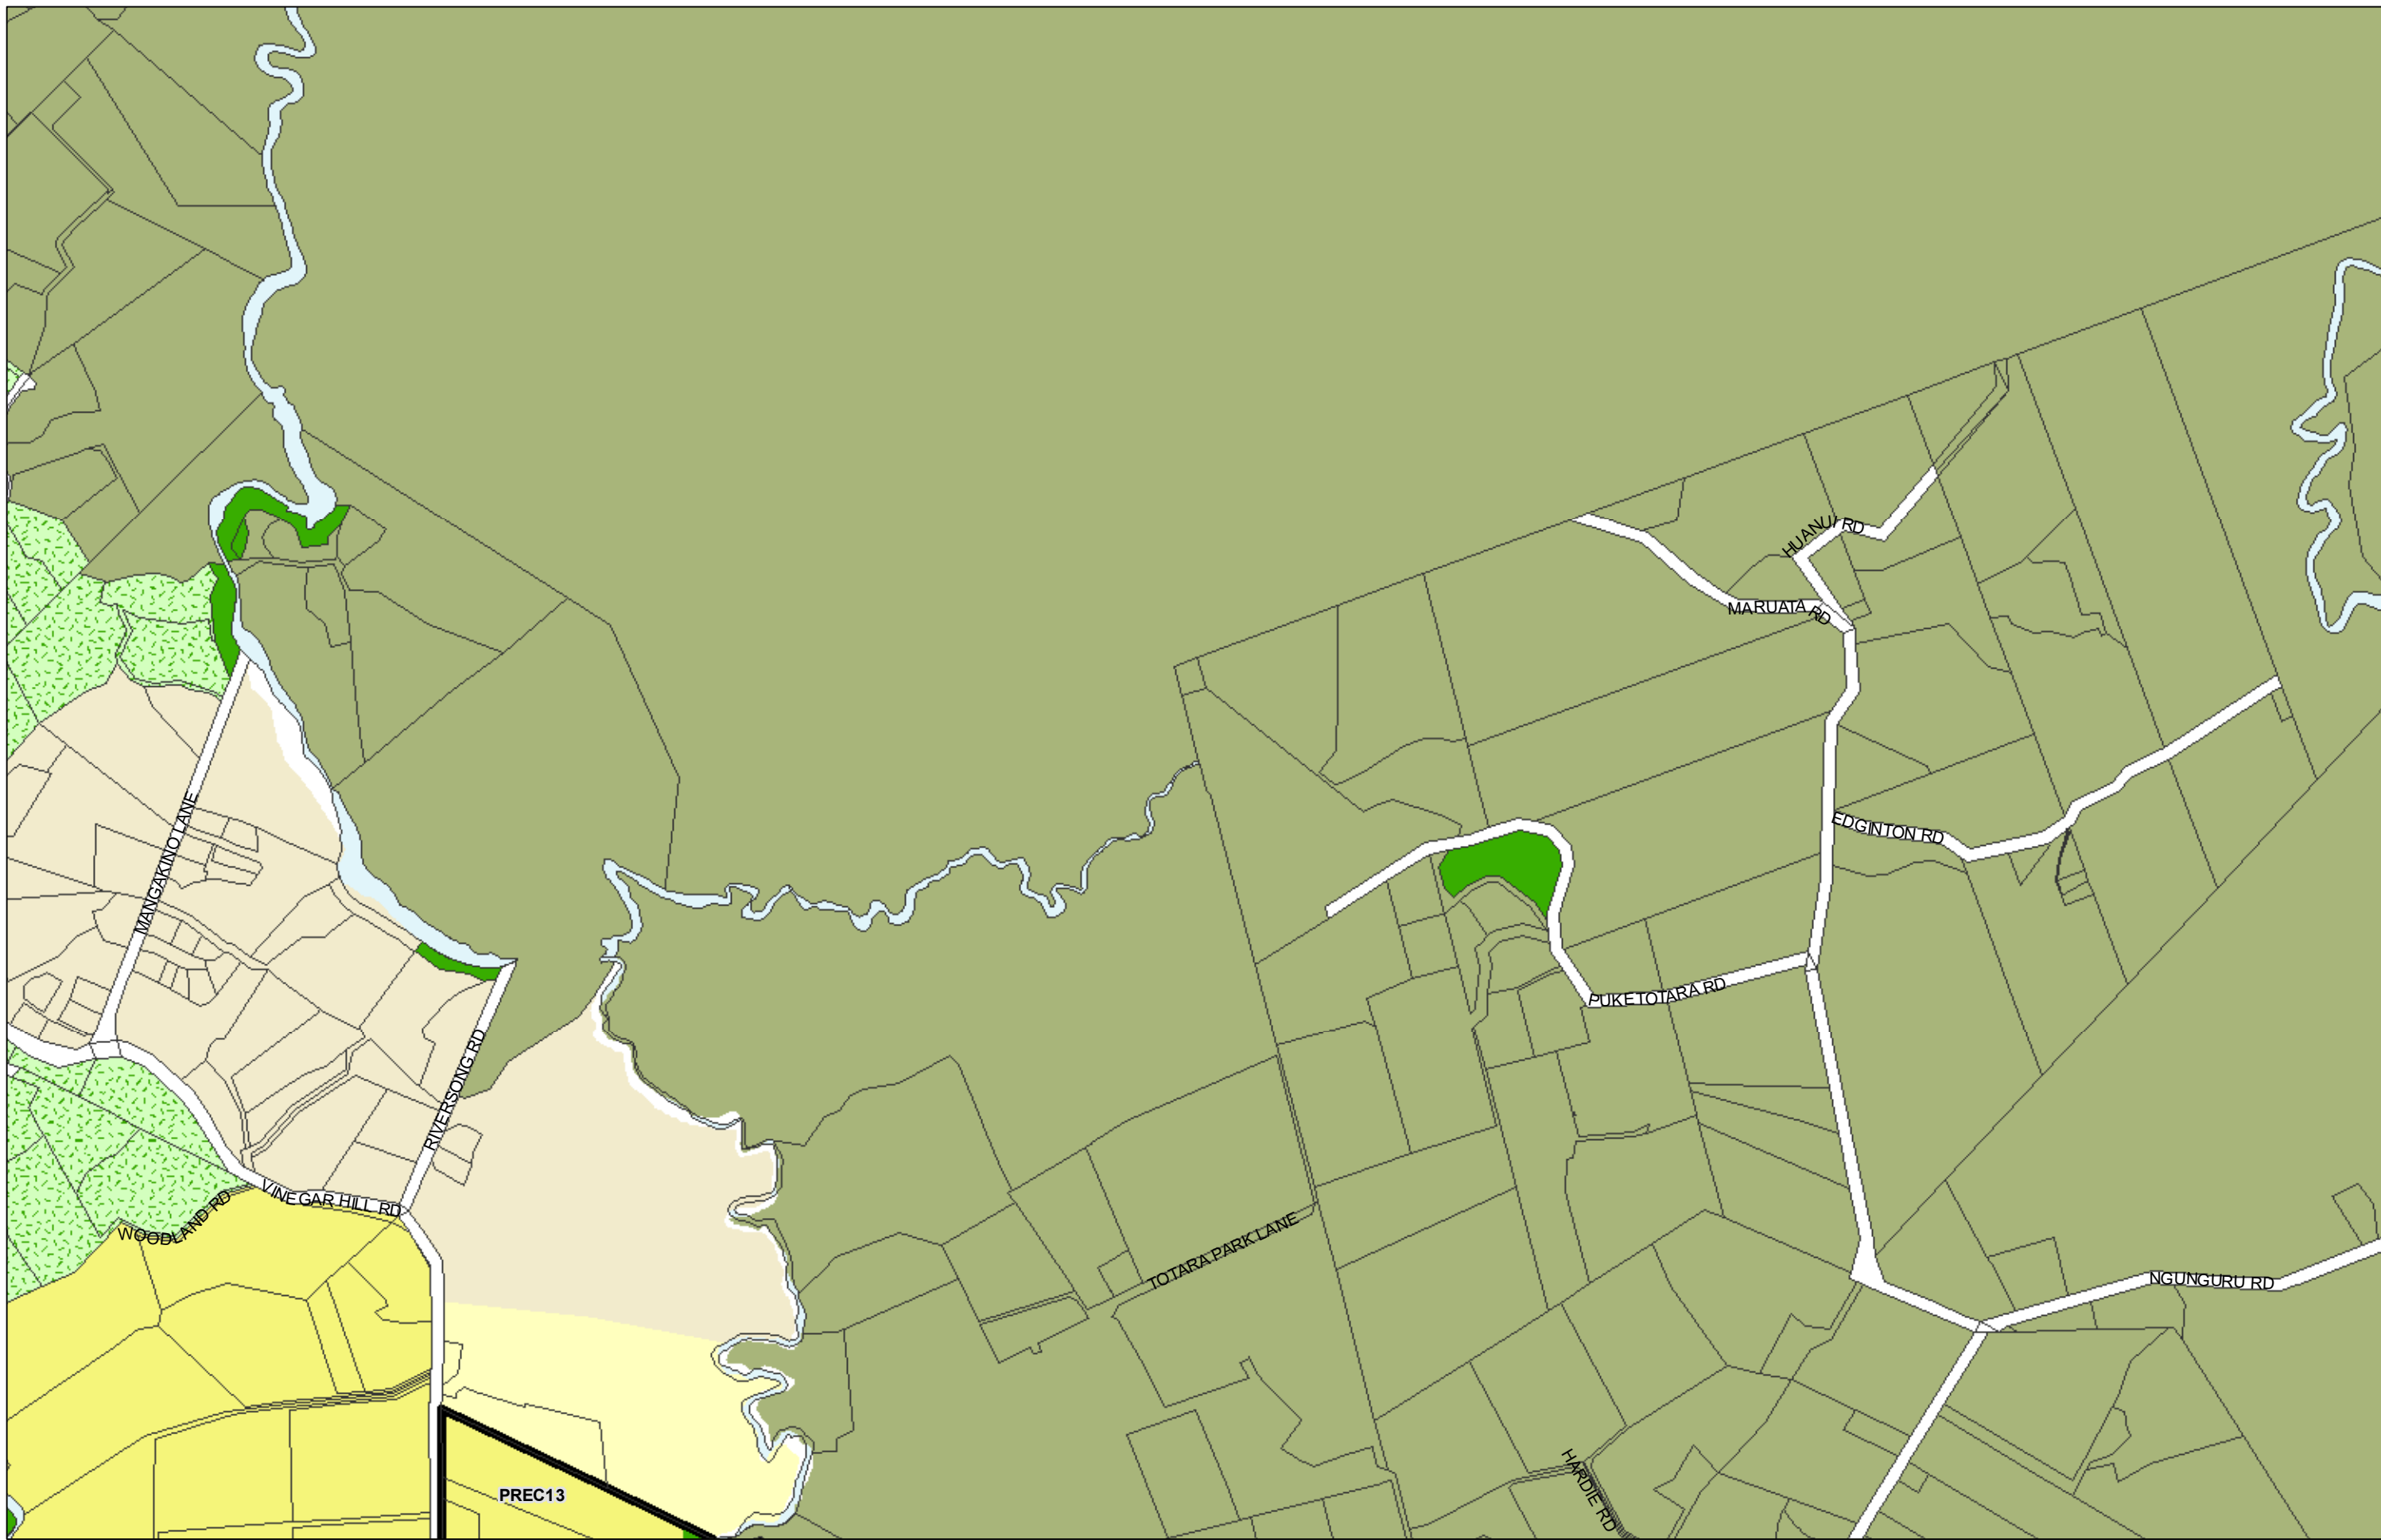 HUANUI RD
MARUATA RD
EDGINTON RD
MANGAKINO LANE
PUKETOTARA RD
RIVERSONG RD
VINEGAR HILL RD
WOODLAND RD
TOTARA PARK LANE
NGUNGURU RD
HARDIE RD
PREC13